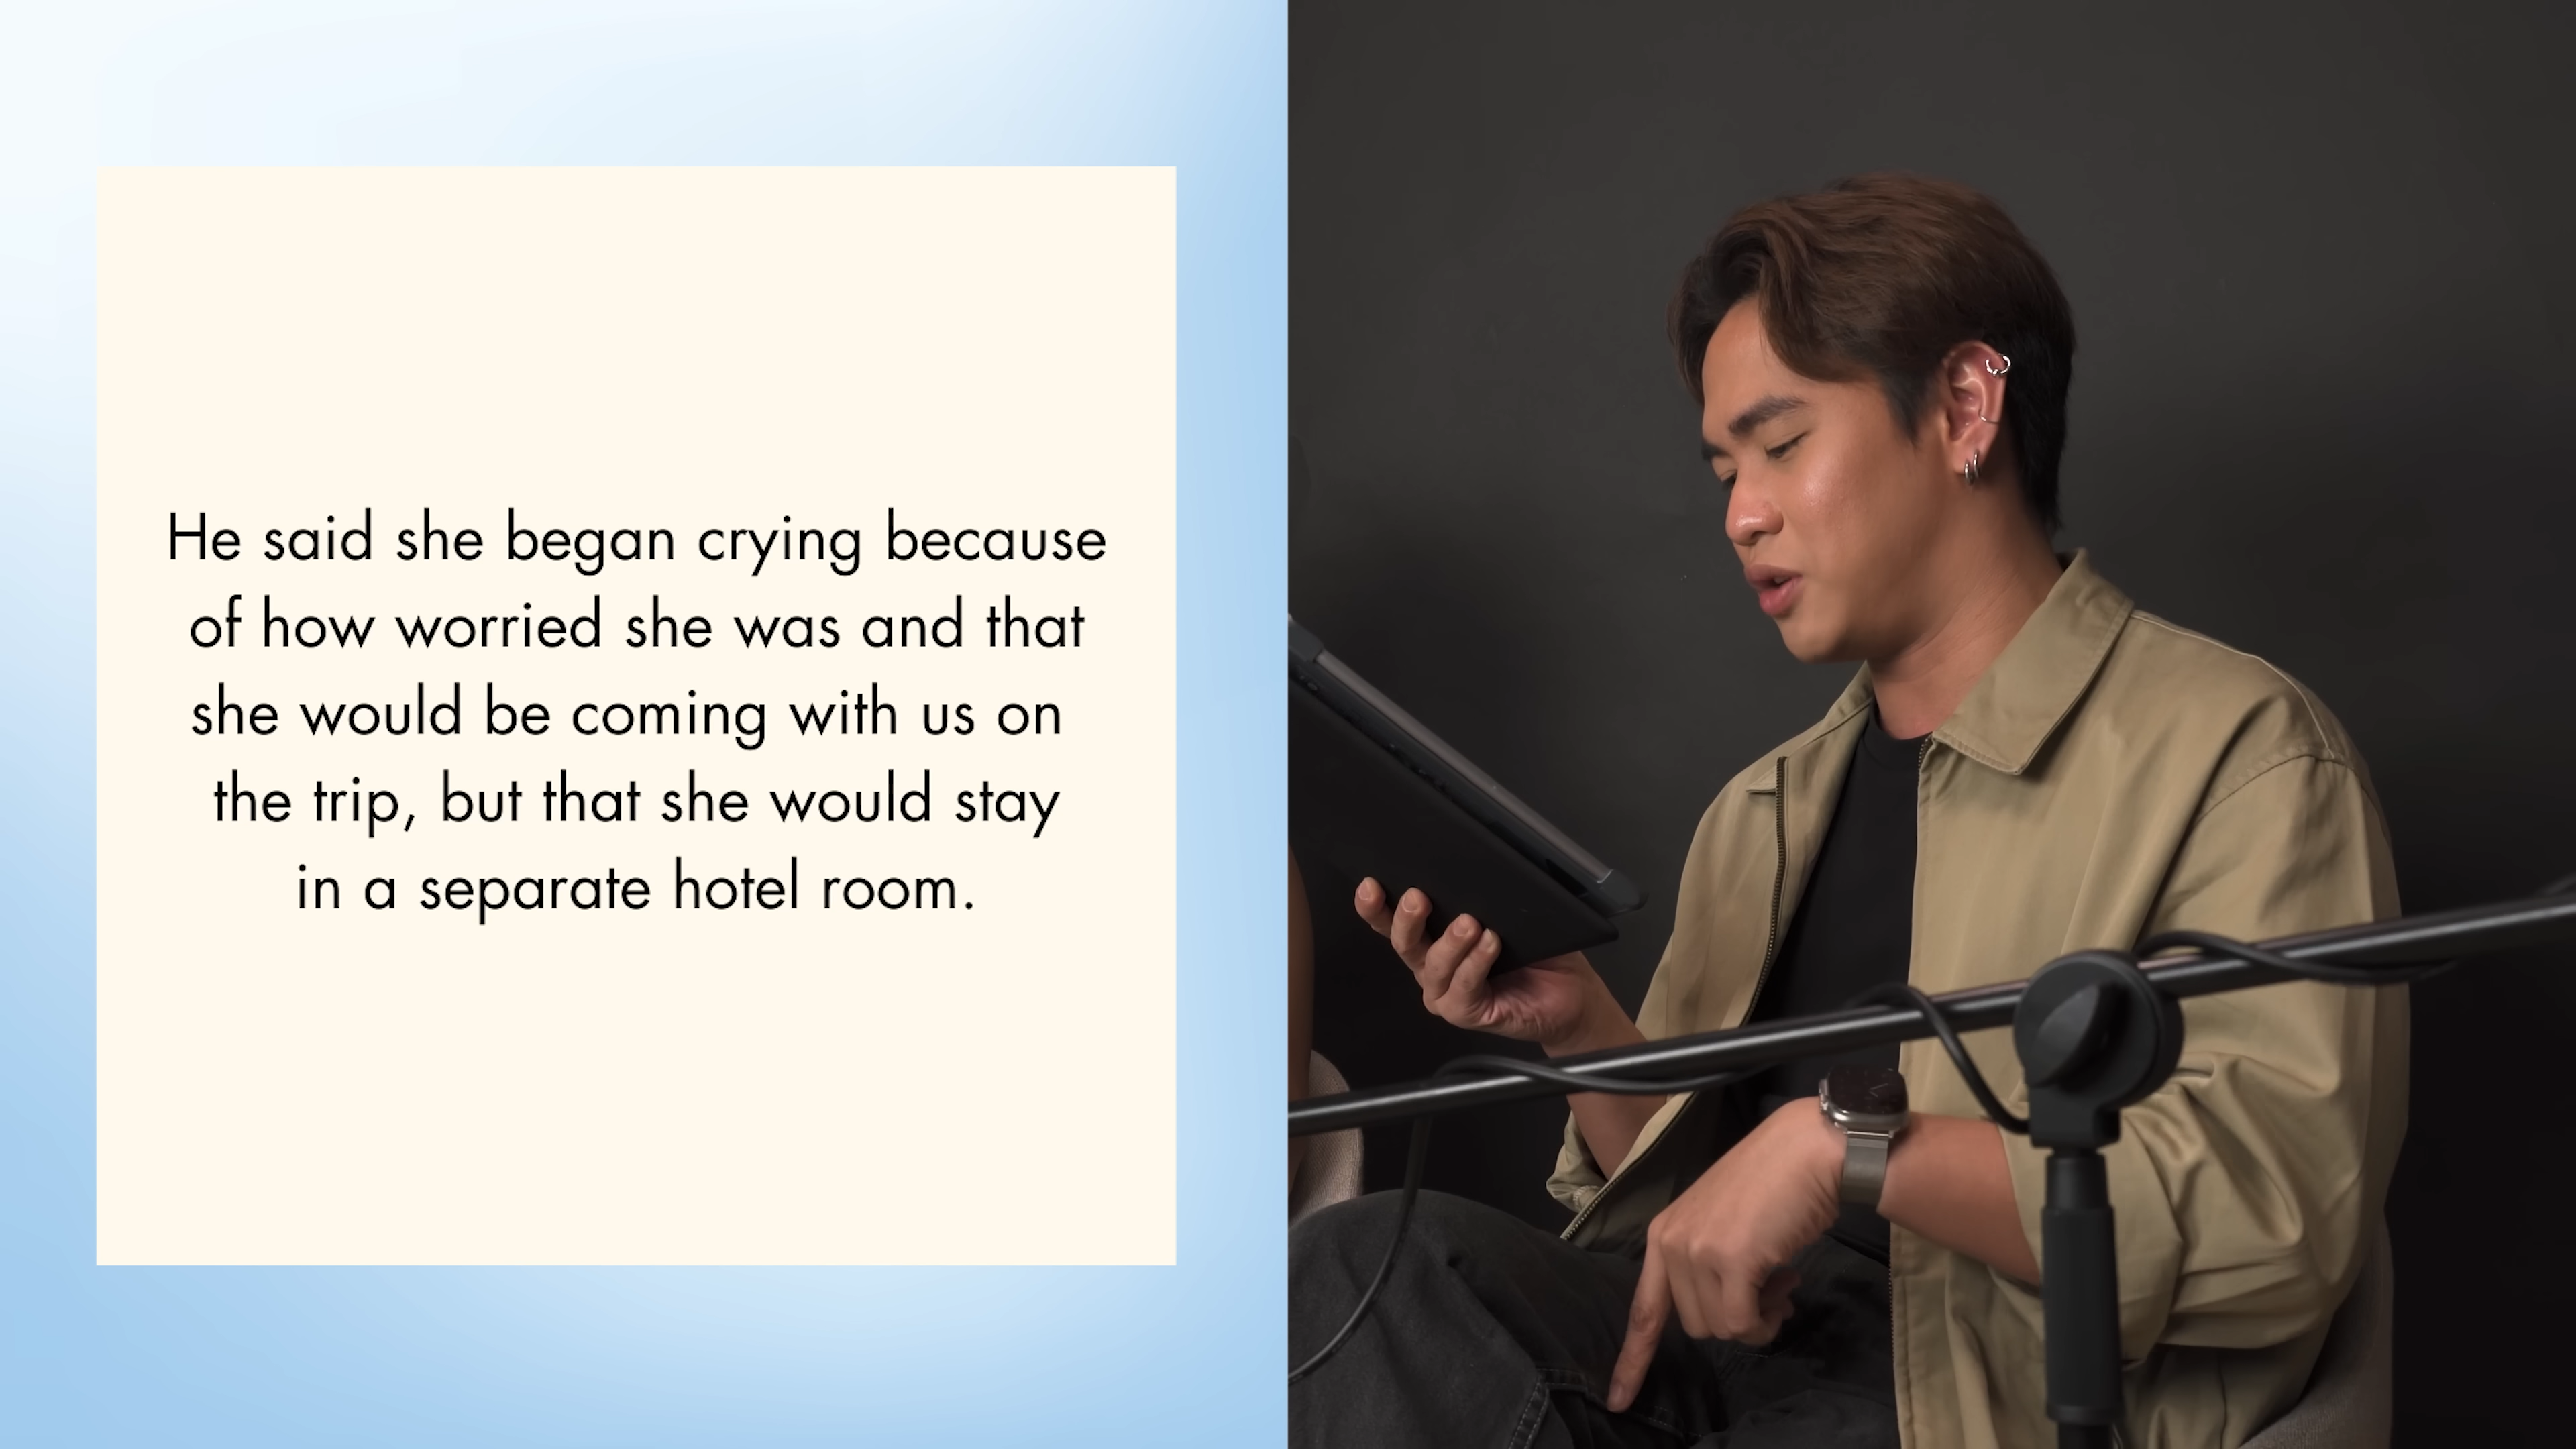 He said she began crying because
of how worried she was and that
she would be coming with us on
the trip, but that she would stay
in a separate hotel room.